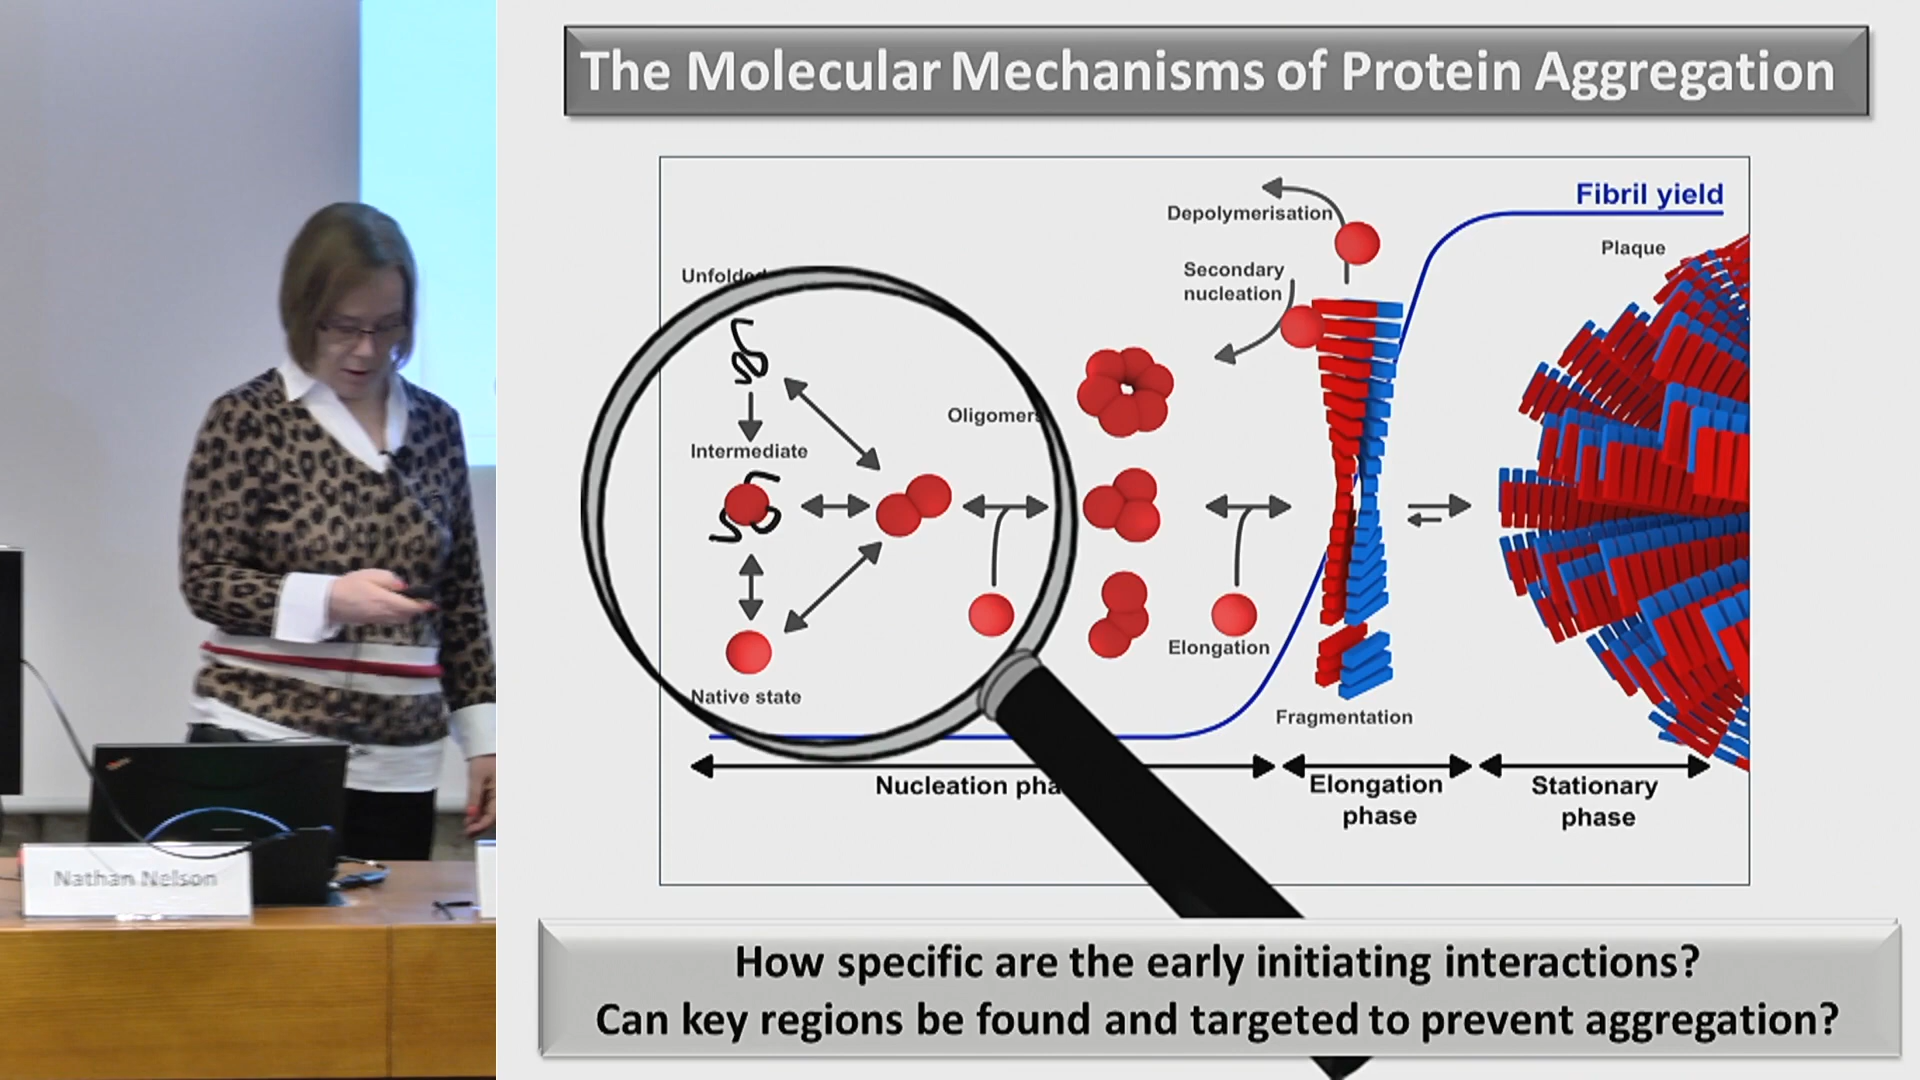 The Molecular Mechanisms of Protein Aggregation
Fibril yield
Depolymerisation
Plaque
Secondary
nucleation
Unfolded
Oligomers
Intermediate
Elongation
Native state
Fragmentation
Nucleation pha
Elongation
phase
Stationary
phase
Nathan Nelson
How specific are the early initiating interactions?
Can key regions be found and targeted to prevent aggregation?